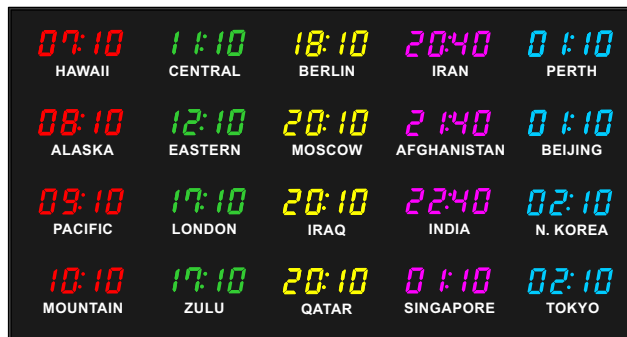 07:10 11:10 18:10 20:40 01:10
HAWAII CENTRAL BERLIN IRAN PERTH
08:10 12:10 20:10 21:40 01:10
ALASKA EASTERN MOSCOW AFGHANISTAN BEIJING
09:10 17:10 20:10 22:40 02:10
PACIFIC LONDON IRAQ INDIA N. KOREA
10:10 17:10 20:10 01:10 02:10
MOUNTAIN ZULU QATAR SINGAPORE TOKYO